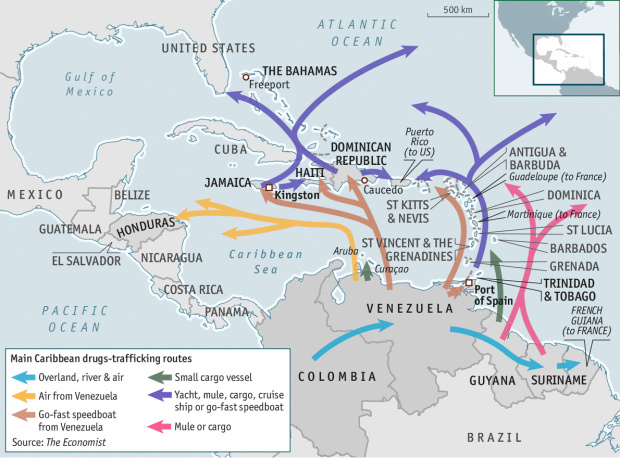 500 km
ATLANTIC
OCEAN
UNITED STATES
Gulf of
Mexico
THE BAHAMAS
Freeport
CUBA
DOMINICAN
REPUBLIC
Puerto
Rico
(to US)
HAITI
JAMAICA
Kingston
Caucedo
ANTIGUA &
BARBUDA
Guadeloupe (to France)
DOMINICA
MEXICO
BELIZE
ST KITTS
& NEVIS
Martinique (to France)
ST LUCIA
GUATEMALA
HONDURAS
ST VINCENT & THE
GRENADINES
BARBADOS
EL SALVADOR
NICARAGUA
Caribbean
Sea
Aruba
Curaçao
GRENADA
COSTA RICA
PANAMA
Port
of Spain
TRINIDAD
& TOBAGO
PACIFIC
OCEAN
VENEZUELA
FRENCH
GUIANA
(to FRANCE)
COLOMBIA
GUYANA
SURINAME
BRAZIL
Main Caribbean drugs-trafficking routes
Overland, river & air
Air from Venezuela
Go-fast speedboat
from Venezuela
Small cargo vessel
Yacht, mule, cargo, cruise
ship or go-fast speedboat
Mule or cargo
Source: The Economist